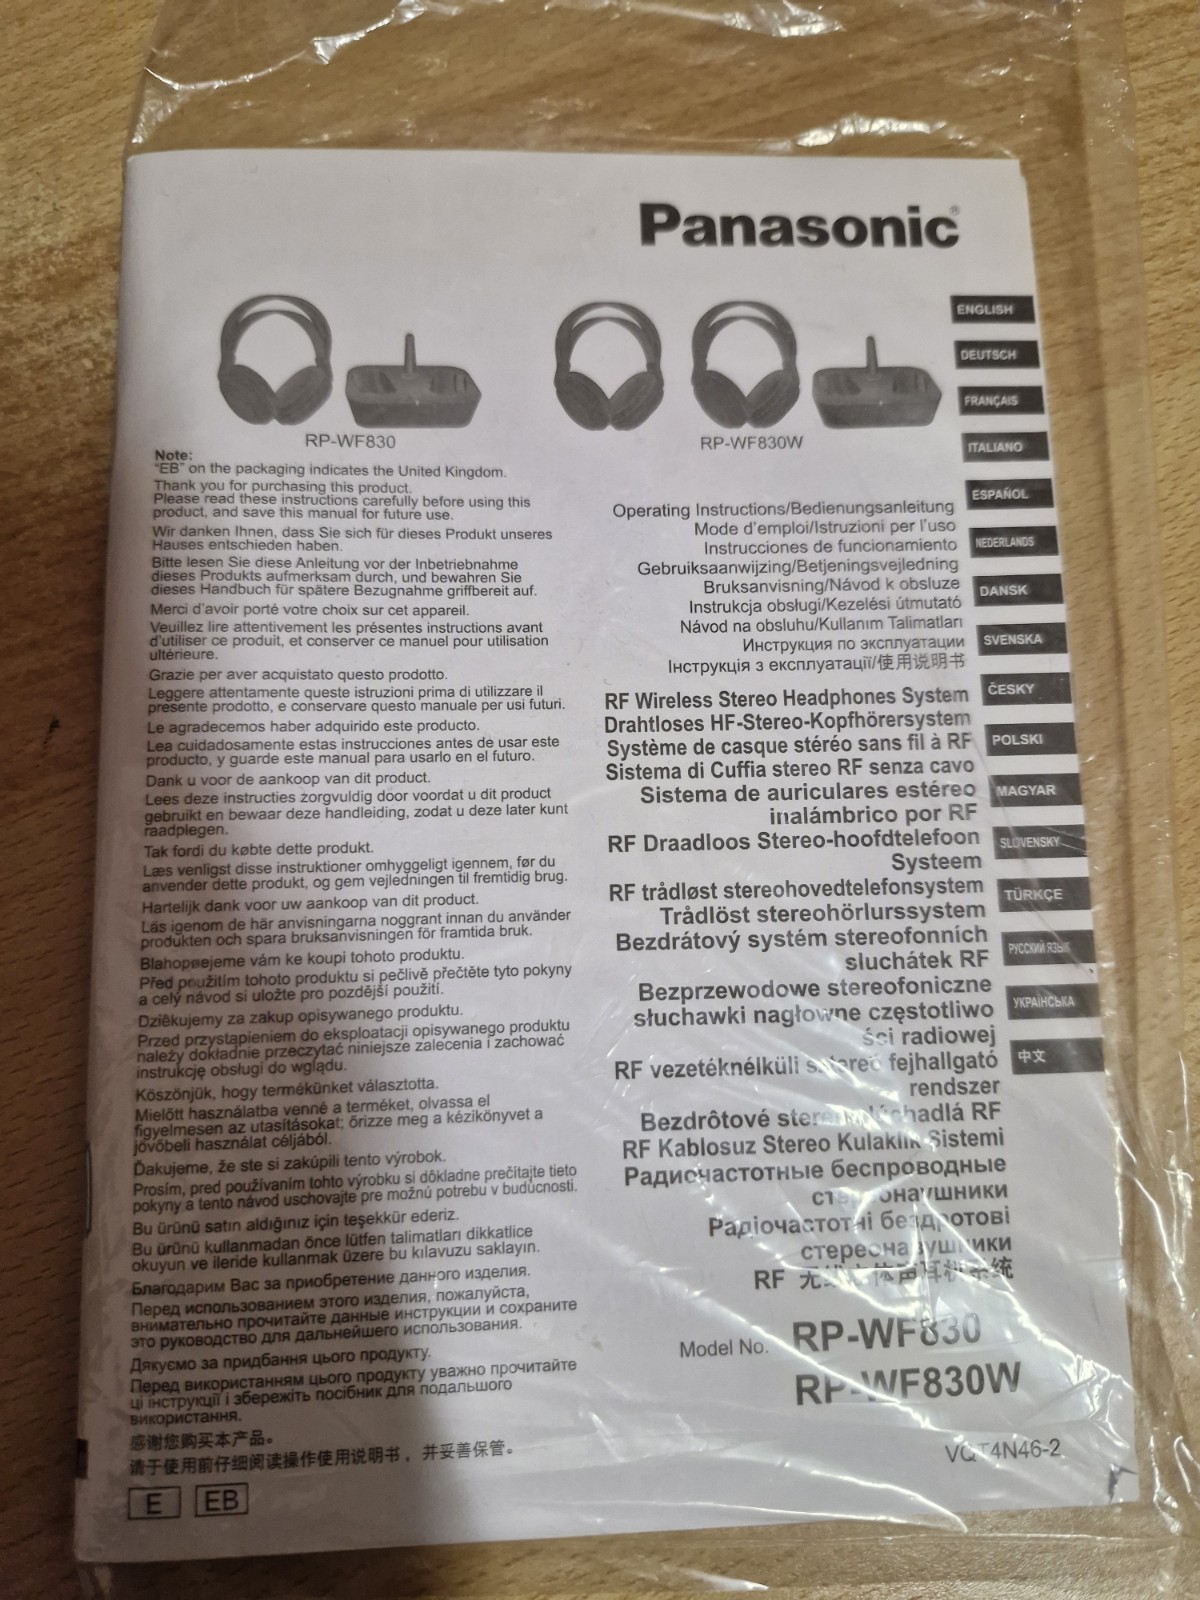 Panasonic®
RP-WF830
RP-WF830W
Note:
"EB" on the packaging indicates the United Kingdom.
Thank you for purchasing this product.
Please read these instructions carefully before using this
product, and save this manual for future use.
Wir danken Ihnen, dass Sie sich für dieses Produkt unseres
Hauses entschieden haben.
Bitte lesen Sie diese Anleitung vor der Inbetriebnahme
dieses Produkts aufmerksam durch, und bewahren Sie
dieses Handbuch für spätere Bezugnahme griffbereit auf.
Merci d'avoir porté votre choix sur cet appareil.
Veuillez lire attentivement les présentes instructions avant
d'utiliser ce produit, et conserver ce manuel pour utilisation
ultérieure.
Grazie per aver acquistato questo prodotto.
Leggere attentamente queste istruzioni prima di utilizzare il
presente prodotto, e conservare questo manuale per usi futuri.
Le agradecemos haber adquirido este producto.
Lea cuidadosamente estas instrucciones antes de usar este
producto, y guarde este manual para usarlo en el futuro.
Dank u voor de aankoop van dit product.
Lees deze instructies zorgvuldig door voordat u dit product
gebruikt en bewaar deze handleiding, zodat u deze later kunt
raadplegen.
Tak fordi du købte dette produkt.
Læs venligst disse instruktioner omhyggeligt igennem, før du
anvender dette produkt, og gem vejledningen til fremtidig brug.
Hartelijk dank voor uw aankoop van dit product.
Läs igenom de här anvisningarna noggrant innan du använder
produkten och spara bruksanvisningen för framtida bruk.
Blahopøejeme vám ke koupi tohoto produktu.
Před použitím tohoto produktu si pečlivě přečtěte tyto pokyny
a celý návod si uložte pro pozdější použití.
Dziêkujemy za zakup opisywanego produktu.
Przed przystąpieniem do eksploatacji opisywanego produktu
należy dokładnie przeczytać niniejsze zalecenia i zachować
instrukcję obsługi do wglądu.
Köszönjük, hogy termékünket választotta.
Mielőtt használatba venné a terméket, olvassa el
figyelmesen az utasításokat; őrizze meg a kézikönyvet a
jövőbeli használat céljából.
Ďakujeme, že ste si zakúpili tento výrobok.
Prosím, pred používaním tohto výrobku si dôkladne prečítajte tieto
pokyny a tento návod uschovajte pre možnú potrebu v budúcnosti.
Bu ürünü satın aldığınız için teşekkür ederiz.
Bu ürünü kullanmadan önce lütfen talimatları dikkatlice
okuyun ve ileride kullanmak üzere bu kılavuzu saklayın.
Благодарим Вас за приобретение данного изделия.
Перед использованием этого изделия, пожалуйста,
внимательно прочитайте данные инструкции и сохраните
это руководство для дальнейшего использования.
Дякуємо за придбання цього продукту.
Перед використанням цього продукту уважно прочитайте
ці інструкції і збережіть посібник для подальшого
використання.
感谢您购买本产品。
请于使用前仔细阅读操作使用说明书，并妥善保管。
E EB
Operating Instructions/Bedienungsanleitung
Mode d'emploi/Istruzioni per l'uso
Instrucciones de funcionamiento
Gebruiksaanwijzing/Betjeningsvejledning
Bruksanvisning/Návod k obsluze
Instrukcja obsługi/Kezelési útmutató
Návod na obsluhu/Kullanım Talimatları
Инструкция по эксплуатации
Інструкція з експлуатації/使用说明书
RF Wireless Stereo Headphones System
Drahtloses HF-Stereo-Kopfhörersystem
Système de casque stéréo sans fil à RF
Sistema di Cuffia stereo RF senza cavo
Sistema de auriculares estéreo
inalámbrico por RF
RF Draadloos Stereo-hoofdtelefoon
Systeem
RF trådløst stereohovedtelefonsystem
Trådlöst stereohörlurssystem
Bezdrátový systém stereofonních
sluchátek RF
Bezprzewodowe stereofoniczne
słuchawki nagłowne częstotliwo
ści radiowej
RF vezetéknélküli sztereó fejhallgató
rendszer
Bezdrôtové stereo slúchadlá RF
RF Kablosuz Stereo Kulaklık Sistemi
Радиочастотные беспроводные
стереонаушники
Радіочастотні бездротові
стереонавушники
RF 无线立体声耳机系统
Model No. RP-WF830
RP-WF830W
VQT4N46-2
ENGLISH
DEUTSCH
FRANÇAIS
ITALIANO
ESPAÑOL
NEDERLANDS
DANSK
SVENSKA
ČESKY
POLSKI
MAGYAR
SLOVENSKY
TÜRKÇE
РУССКИЙ ЯЗЫК
УКРАЇНСЬКА
中文